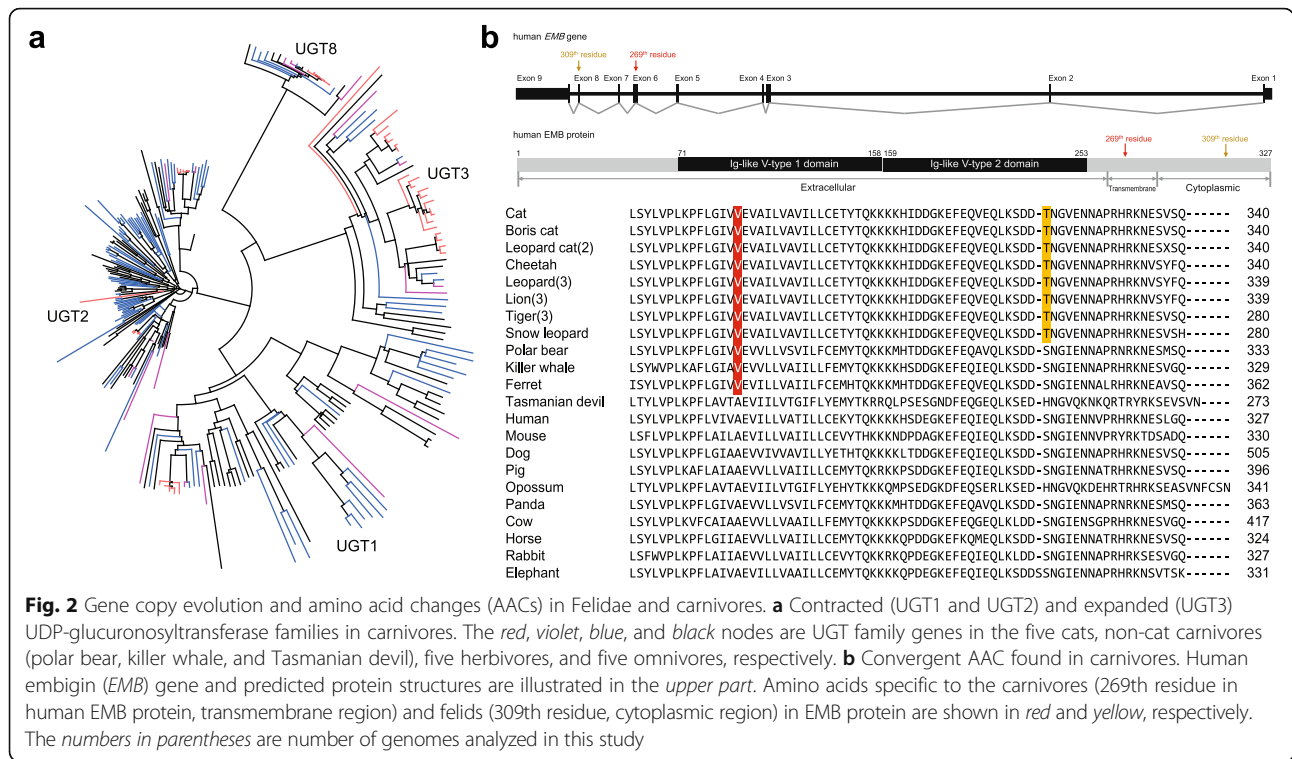 a
UGT8
UGT3
UGT2
UGT1
b
human EMB gene
309th residue
269th residue
Exon 9
Exon 8
Exon 7
Exon 6
Exon 5
Exon 4
Exon 3
Exon 2
Exon 1
human EMB protein
269th residue
309th residue
1
71
158
159
253
327
Ig-like V-type 1 domain
Ig-like V-type 2 domain
Extracellular
Transmembrane
Cytoplasmic
Cat LSYLVPLKPFLGIVVEVAILVAVILLCETYTQKKKKHIDDGKEFEQVEQLKSDD-TNGVENNAPRHRKNESVSQ------ 340
Boris cat LSYLVPLKPFLGIVVEVAILVAVILLCETYTQKKKKHIDDGKEFEQVEQLKSDD-TNGVENNAPRHRKNESVSQ------ 340
Leopard cat(2) LSYLVPLKPFLGIVVEVAILVAVILLCETYTQKKKKHIDDGKEFEQVEQLKSDD-TNGVENNAPRHRKNESXSQ------ 340
Cheetah LSYLVPLKPFLGIVVEVAILVAVILLCETYTQKKKKHIDDGKEFEQVEQLKSDD-TNGVENNAPRHRKNVSYFQ------ 340
Leopard(3) LSYLVPLKPFLGIVVEVAILVAVILLCETYTQKKKKHIDDGKEFEQVEQLKSDD-TNGVENNAPRHRKNVSYFQ------ 339
Lion(3) LSYLVPLKPFLGIVVEVAILVAVILLCETYTQKKKKHIDDGKEFEQVEQLKSDD-TNGVENNAPRHRKNVSYFQ------ 339
Tiger(3) LSYLVPLKPFLGIVVEVAILVAVILLCETYTQKKKKHIDDGKEFEQVEQLKSDD-TNGVENNAPRHRKNESVSQ------ 280
Snow leopard LSYLVPLKPFLGIVVEVAILVAVILLCETYTQKKKKHIDDGKEFEQVEQLKSDD-TNGVENNAPRHRKNESVSH------ 280
Polar bear LSYLVPLKPFLGIVVEVVLLVSVILFCEMYTQKKKMHTDDGKEFEQAVQLKSDD-SNGIENNAPRNRKNESMSQ------ 333
Killer whale LSYWVPLKAFLGIAVEVVLLVAVILLCEKYTQKKKKHSDDGKEFEQIEQLKSDD-SNGIENNAPRHRKNESVGQ------ 329
Ferret ISYLVPLKPFLGIVVEVILLVAIILFCEMHTQKKKMHTDDGKEFEQVEQLKSDD-SNGIENNALRHRKNEAVSQ------ 362
Tasmanian devil LTYLVPLKPFLAVTAEVIILVTGIFLYEMYTKRRQLPSESGNDFEQGEQLKSED-HNGVQKNKQRTRYRKSEVSVN---- 273
Human LSYLVPLKPFLVIVAEVILLVATILLCEKYTQKKKKHSDEGKEFEQIEQLKSDD-SNGIENNVPRHRKNESLGQ------ 327
Mouse LSFLVPLKPFLAILAEVILLVAIILLCEVYTHKKKNDPDAGKEFEQIEQLKSDD-SNGIENNVPRYRKTDSADQ------ 330
Dog LSYLVPLKPFLGIAAEVVIVVAVILLYETHTQKKKKLTDDGKEFEQIEQLKSDD-SNGIENNAPRHRKNESVSQ------ 505
Pig LSYLVPLKAFLAIAAEVVLLVAIILLCEMYTQKRKKPSDDGKEFEQIEQLKSDD-SNGIENNATRHRKNESVSQ------ 396
Opossum LTYLVPLKPFLAVTAEVIILVTGIFLYEHYTQKKKQMPSEDGKDFEQSERLKSED-HNGVQKDEHRTRHRKSEASVNFCSN 341
Panda LSYLVPLKPFLGIVAEVVLLVSVILFCEMYTQKKKMHTDDGKEFEQAVQLKSDD-SNGIENNAPRNRKNESMSQ------ 363
Cow LSYLVPLKVFCAIAAEVVLLVAAILLFEMYTQKKKKPSDDGKEFEQGEQLKLDD-SNGIENSGPRHRKNESVGQ------ 417
Horse LSYLVPLKPFLGIIAEVVLLVAIILLCEMYTQKKKKQPDDGKEFKQMEQLKSDD-SNGIENNAPRHRKNVSVSQ------ 324
Rabbit LSFWVPLKPFLAIIAEVVLLVAIILLCEVYTQKKRKQPDEGKEFEQIEQLKLDD-SNGIENNAPRHRKSESVGQ------ 327
Elephant LSYLVPLKPFLAIVAEVILLVAAILLCEMYTQKKKKQPDEGKEFEQIEQLKSDDSSNGIENNAPRHRKNSVTSK------ 331
Fig. 2 Gene copy evolution and amino acid changes (AACs) in Felidae and carnivores. a Contracted (UGT1 and UGT2) and expanded (UGT3)
UDP-glucuronosyltransferase families in carnivores. The red, violet, blue, and black nodes are UGT family genes in the five cats, non-cat carnivores
(polar bear, killer whale, and Tasmanian devil), five herbivores, and five omnivores, respectively. b Convergent AAC found in carnivores. Human
embigin (EMB) gene and predicted protein structures are illustrated in the upper part. Amino acids specific to the carnivores (269th residue in
human EMB protein, transmembrane region) and felids (309th residue, cytoplasmic region) in EMB protein are shown in red and yellow, respectively.
The numbers in parentheses are number of genomes analyzed in this study